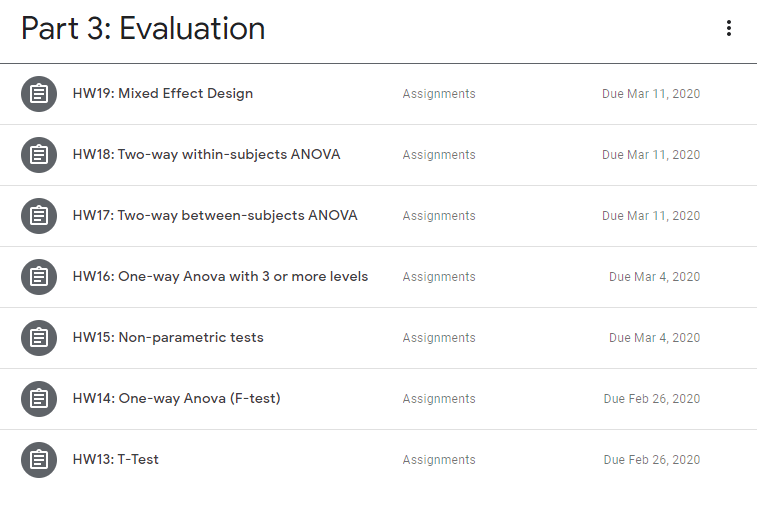 Part 3: Evaluation
HW19: Mixed Effect Design Assignments Due Mar 11, 2020
HW18: Two-way within-subjects ANOVA Assignments Due Mar 11, 2020
HW17: Two-way between-subjects ANOVA Assignments Due Mar 11, 2020
HW16: One-way Anova with 3 or more levels Assignments Due Mar 4, 2020
HW15: Non-parametric tests Assignments Due Mar 4, 2020
HW14: One-way Anova (F-test) Assignments Due Feb 26, 2020
HW13: T-Test Assignments Due Feb 26, 2020